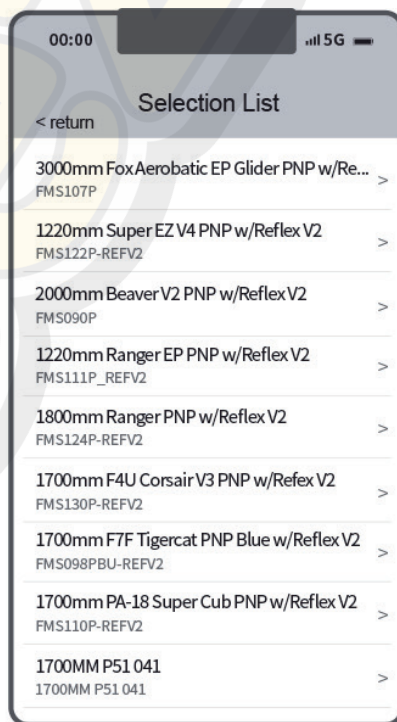 00:00
5G
Selection List
< return
3000mm Fox Aerobatic EP Glider PNP w/Re... >
FMS107P
1220mm Super EZ V4 PNP w/Reflex V2 >
FMS122P-REFV2
2000mm Beaver V2 PNP w/Reflex V2 >
FMS090P
1220mm Ranger EP PNP w/Reflex V2 >
FMS111P_REFV2
1800mm Ranger PNP w/Reflex V2 >
FMS124P-REFV2
1700mm F4U Corsair V3 PNP w/Refex V2 >
FMS130P-REFV2
1700mm F7F Tigercat PNP Blue w/Reflex V2 >
FMS098PBU-REFV2
1700mm PA-18 Super Cub PNP w/Reflex V2 >
FMS110P-REFV2
1700MM P51 041 >
1700MM P51 041